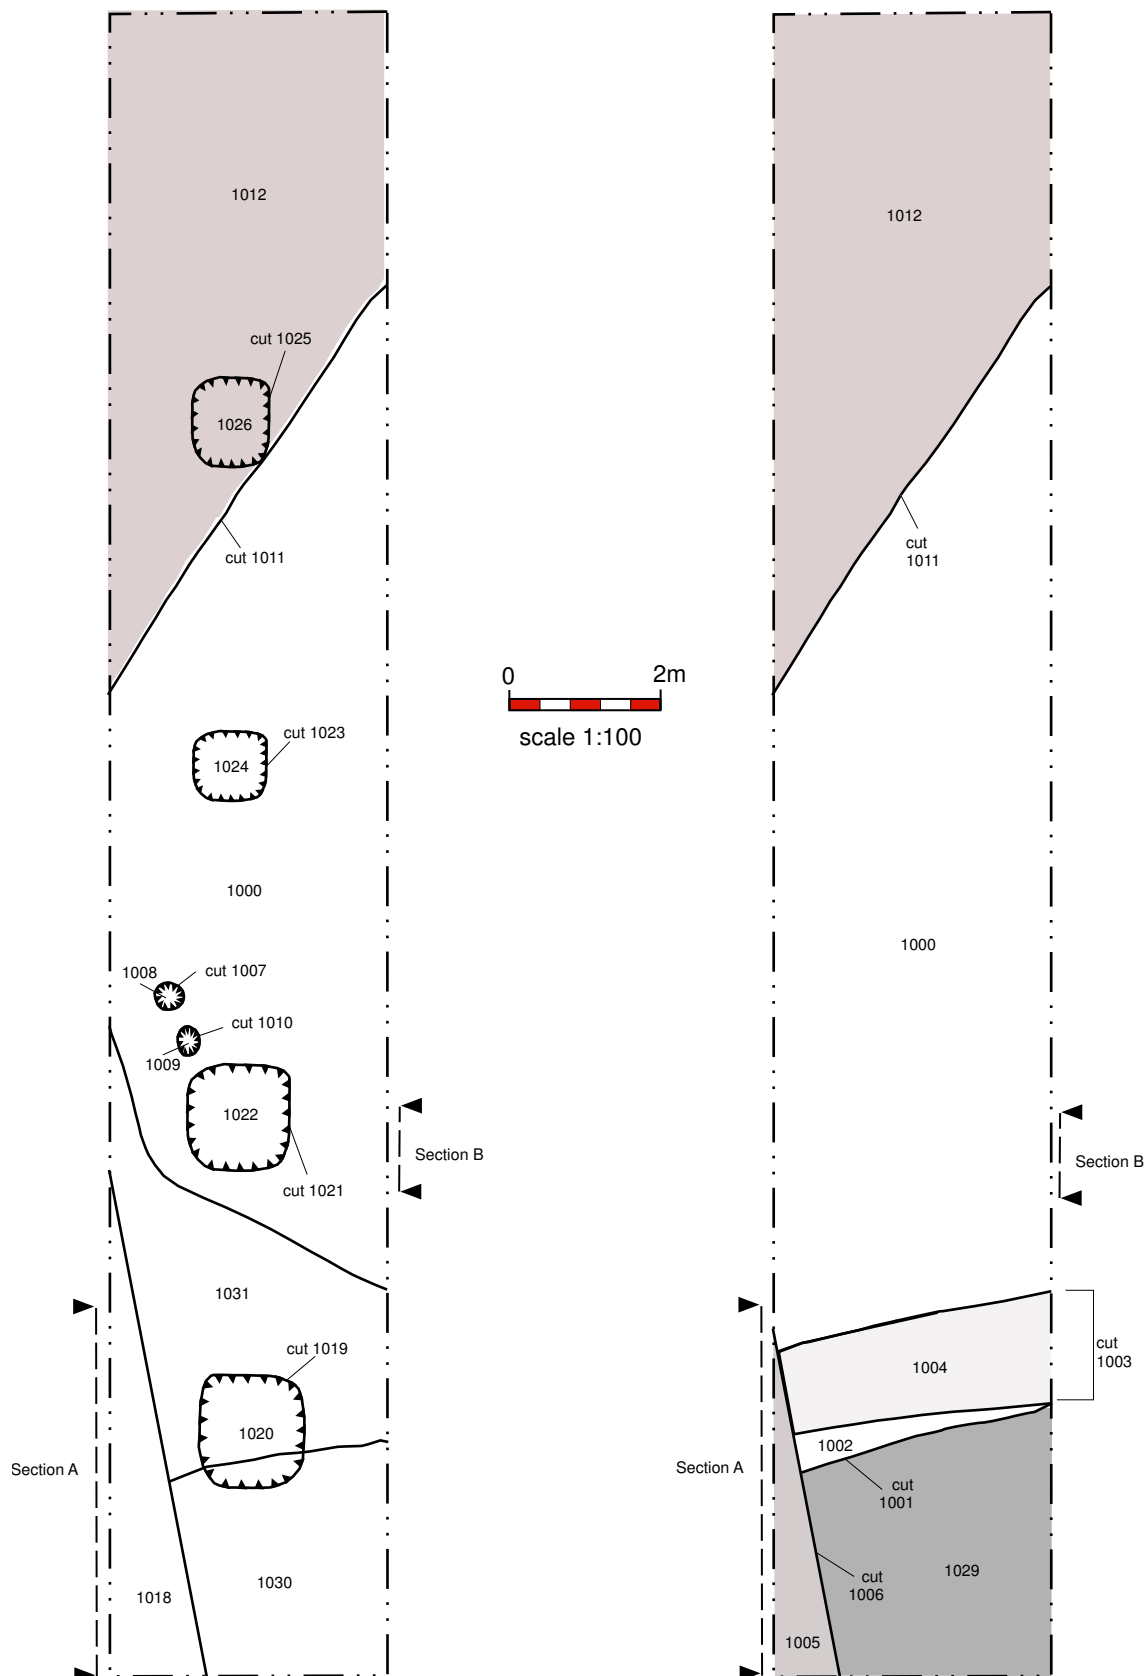 1012
cut 1025
1026
cut 1011
cut 1023
1024
1000
1008
cut 1007
cut 1010
1009
1022
Section B
cut 1021
1031
cut 1019
1020
Section A
1018
1030
0
2m
scale 1:100
1012
cut
1011
1000
Section B
cut
1003
1004
1002
Section A
cut
1001
cut
1006
1029
1005